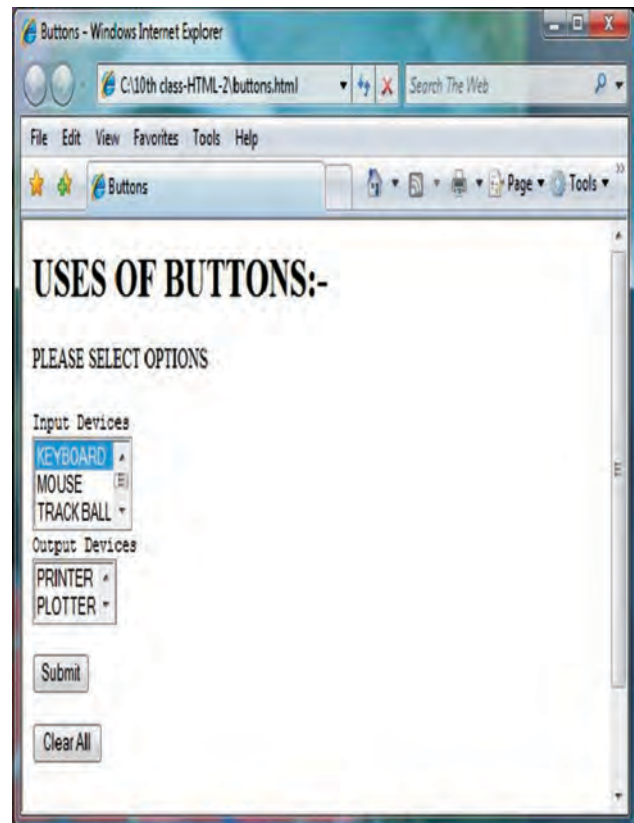 Buttons - Windows Internet Explorer
C:\10th class-HTML-2\buttons.html
Search The Web
File Edit View Favorites Tools Help
Buttons
Page
Tools
USES OF BUTTONS:-
PLEASE SELECT OPTIONS
Input Devices
KEYBOARD
MOUSE
TRACK BALL
Output Devices
PRINTER
PLOTTER
Submit
Clear All